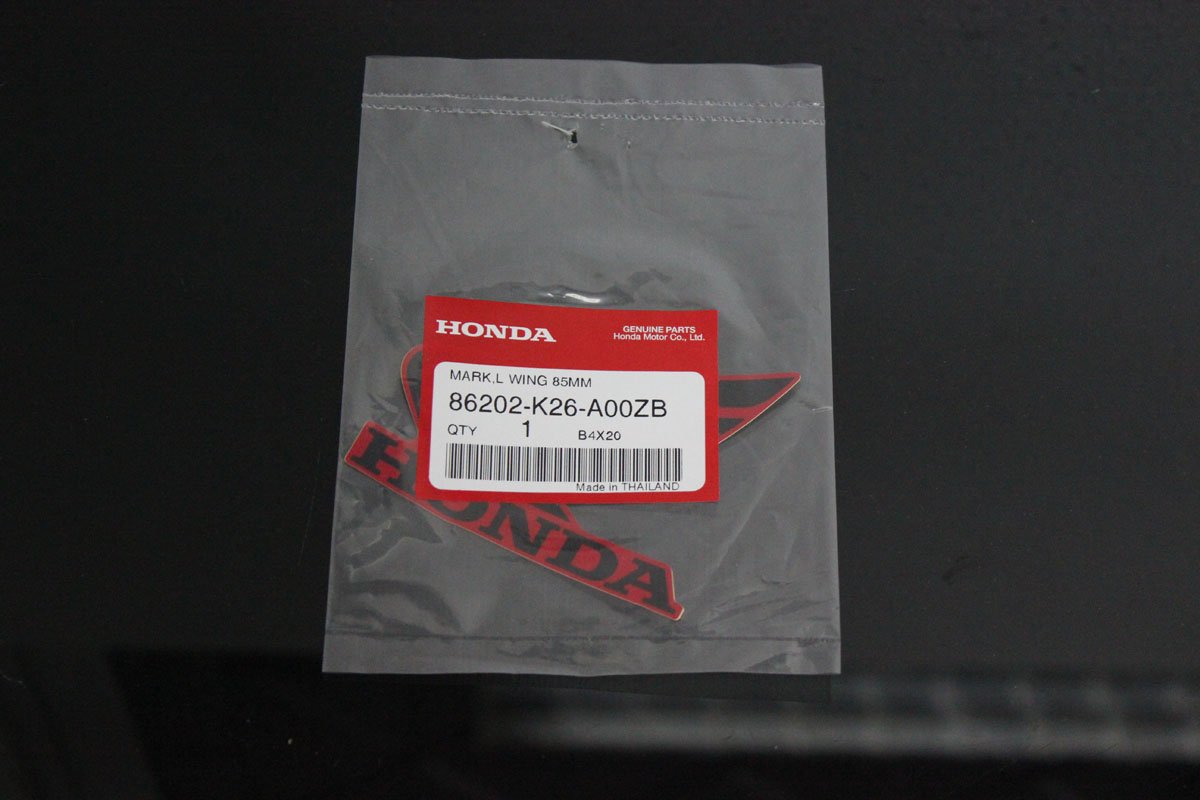 HONDA
GENUINE PARTS
Honda Motor Co., Ltd.
MARK,L WING 85MM
86202-K26-A00ZB
QTY 1 B4X20
Made in THAILAND
HONDA